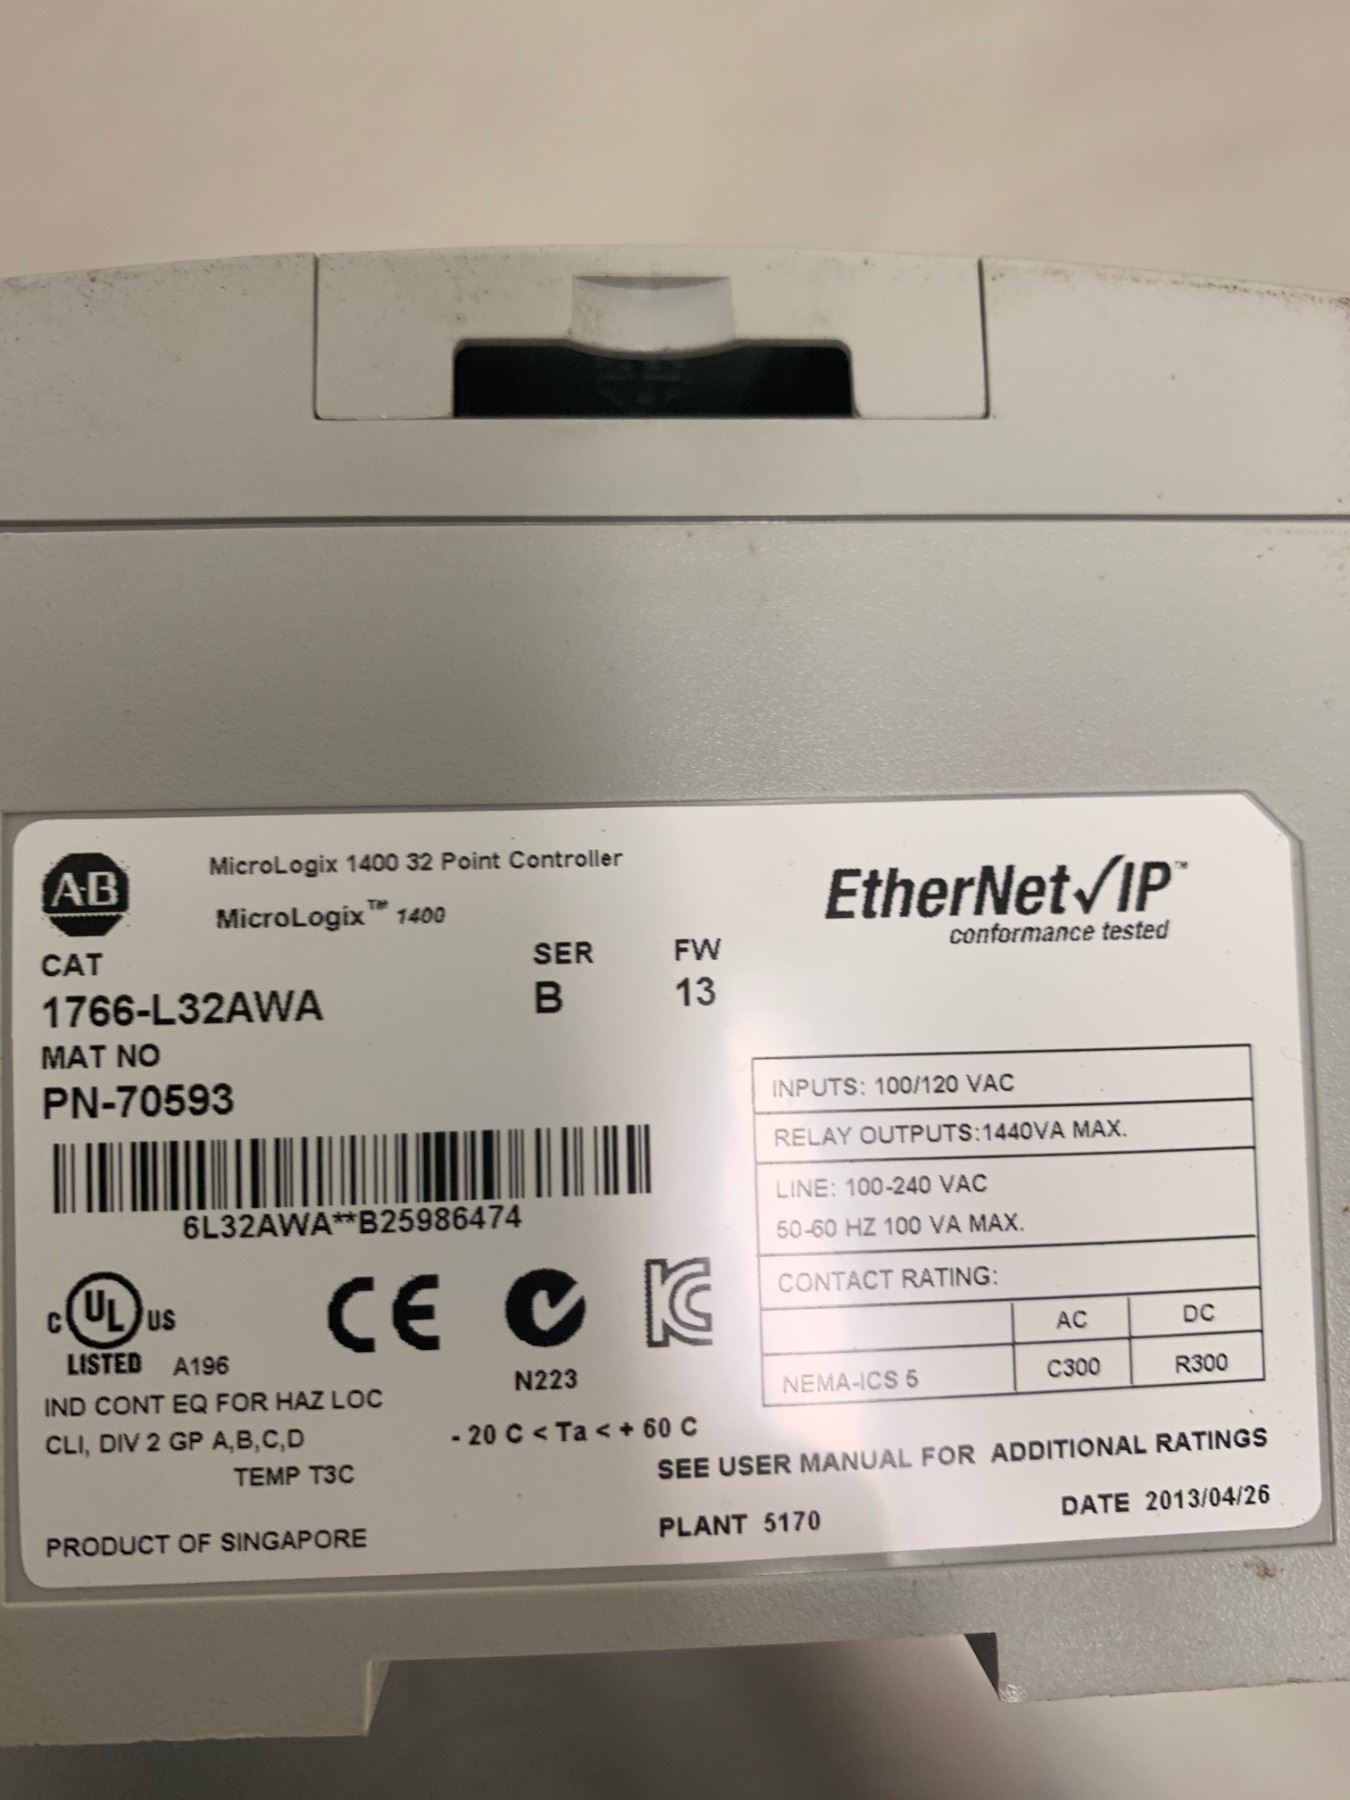 A·B
MicroLogix 1400 32 Point Controller
MicroLogix™ 1400
EtherNet/IP™
conformance tested
CAT
SER
FW
1766-L32AWA
B
13
MAT NO
PN-70593
6L32AWA**B25986474
INPUTS: 100/120 VAC
RELAY OUTPUTS:1440VA MAX.
LINE: 100-240 VAC
50-60 HZ 100 VA MAX.
CONTACT RATING:
AC
DC
NEMA-ICS 5
C300
R300
C UL US
LISTED A196
CE
N223
KC
IND CONT EQ FOR HAZ LOC
CLI, DIV 2 GP A,B,C,D
TEMP T3C
- 20 C < Ta < + 60 C
SEE USER MANUAL FOR ADDITIONAL RATINGS
PRODUCT OF SINGAPORE
PLANT 5170
DATE 2013/04/26